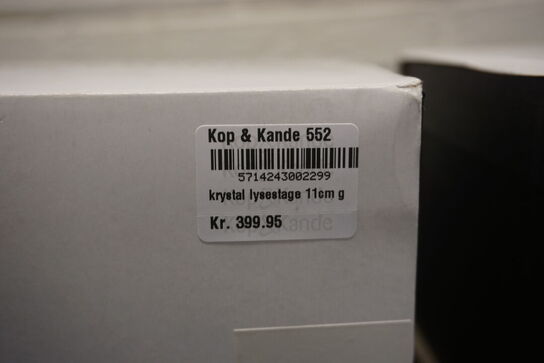 Kop & Kande 552
5714243002299
krystal lysestage 11cm g
Kr. 399.95